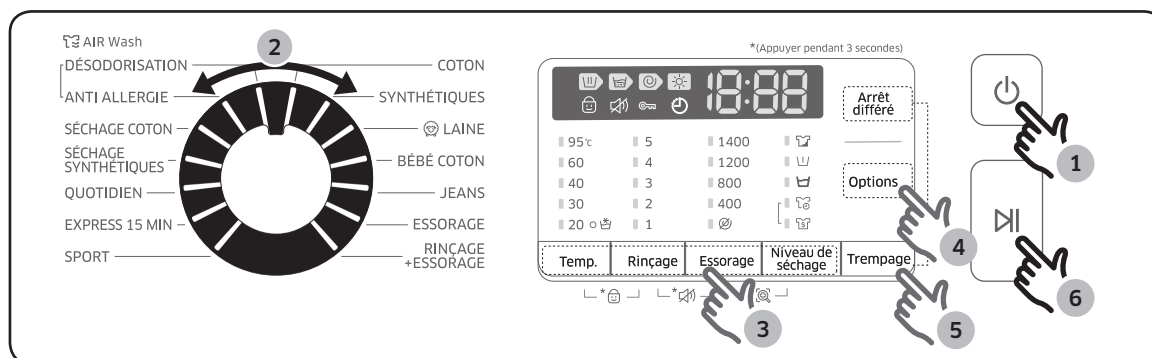 AIR Wash
DÉSODORISATION
ANTI ALLERGIE
SÉCHAGE COTON
SÉCHAGE
SYNTHÉTIQUES
QUOTIDIEN
EXPRESS 15 MIN
SPORT
2
COTON
SYNTHÉTIQUES
LAINE
BÉBÉ COTON
JEANS
ESSORAGE
RINÇAGE
+ESSORAGE
*(Appuyer pendant 3 secondes)
18:88
Arrêt
différé
95℃ 5 1400
60 4 1200
40 3 800
30 2 400
20 1
Options
Temp. Rinçage Essorage Niveau de
séchage Trempage
* *
1
4
6
3
5